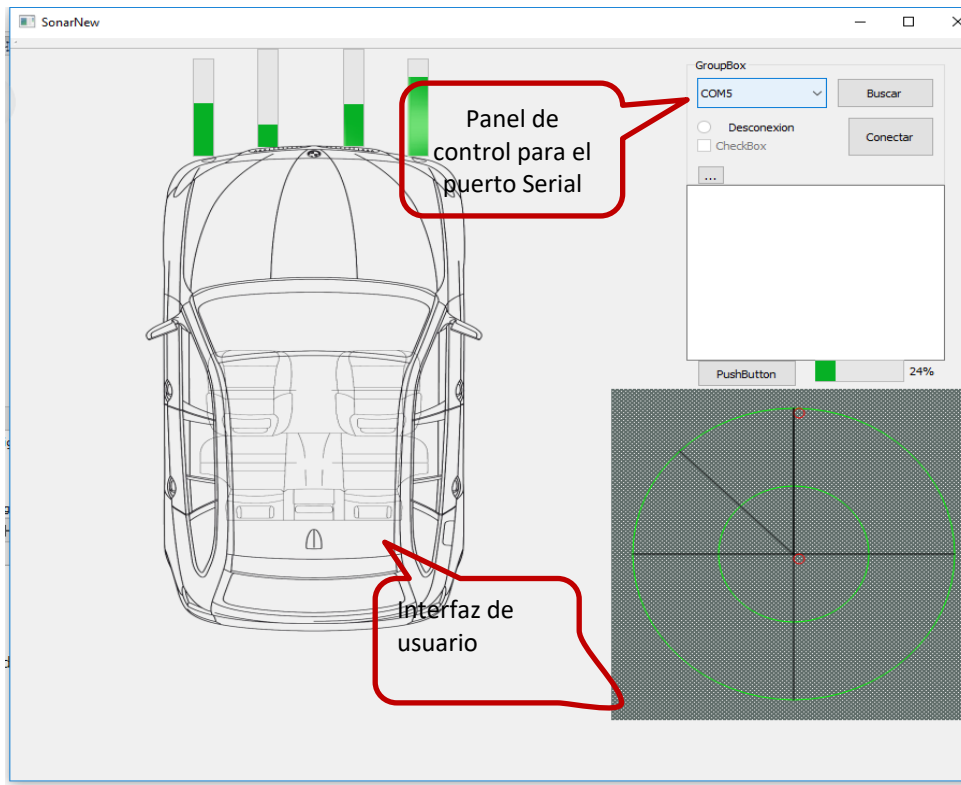 SonarNew
GroupBox
COM5
Buscar
Desconexion
CheckBox
Conectar
...
Panel de
control para el
puerto Serial
PushButton
24%
Interfaz de
usuario